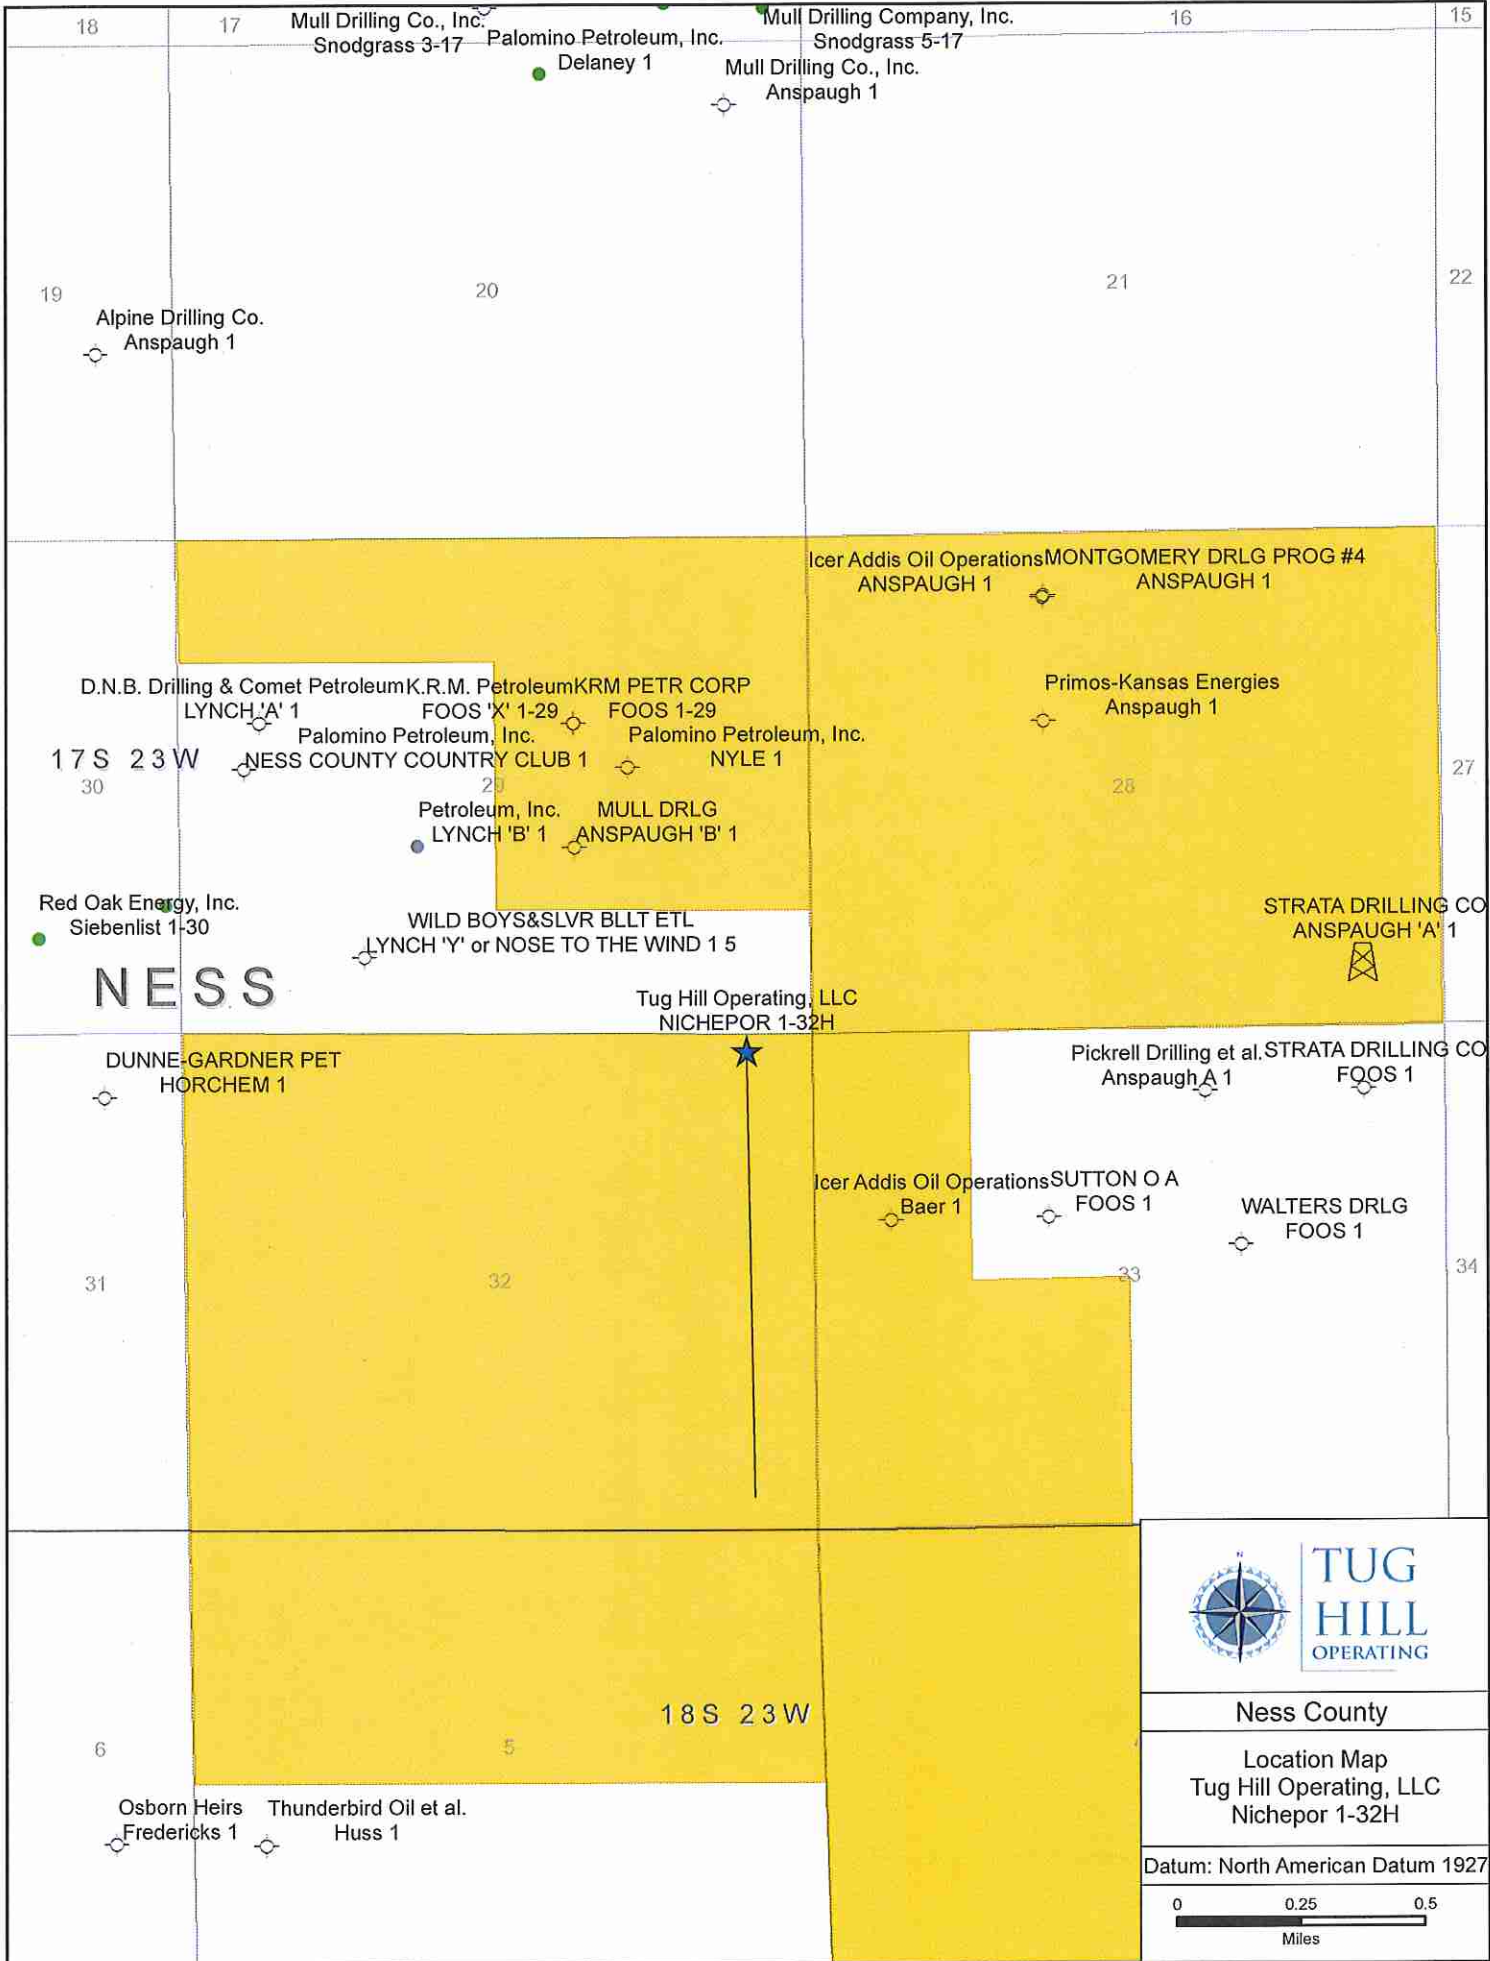 18
17
Mull Drilling Co., Inc.
Snodgrass 3-17
Palomino Petroleum, Inc.
Delaney 1
Mull Drilling Company, Inc.
Snodgrass 5-17
16
15
Mull Drilling Co., Inc.
Anspaugh 1
19
20
21
22
Alpine Drilling Co.
Anspaugh 1
Icer Addis Oil Operations
ANSPAUGH 1
MONTGOMERY DRLG PROG #4
ANSPAUGH 1
D.N.B. Drilling & Comet Petroleum
LYNCH 'A' 1
K.R.M. Petroleum
FOOS 'X' 1-29
KRM PETR CORP
FOOS 1-29
Primos-Kansas Energies
Anspaugh 1
Palomino Petroleum, Inc.
NESS COUNTY COUNTRY CLUB 1
Palomino Petroleum, Inc.
NYLE 1
17S 23W
30
29
28
27
Petroleum, Inc.
LYNCH 'B' 1
MULL DRLG
ANSPAUGH 'B' 1
Red Oak Energy, Inc.
Siebenlist 1-30
WILD BOYS&SLVR BLLT ETL
LYNCH 'Y' or NOSE TO THE WIND 1 5
STRATA DRILLING CO
ANSPAUGH 'A' 1
NESS
Tug Hill Operating, LLC
NICHEPOR 1-32H
DUNNE-GARDNER PET
HORCHEM 1
Pickrell Drilling et al.
Anspaugh A 1
STRATA DRILLING CO
FOOS 1
Icer Addis Oil Operations
Baer 1
SUTTON O A
FOOS 1
WALTERS DRLG
FOOS 1
31
32
33
34
18S 23W
6
5
Osborn Heirs
Fredericks 1
Thunderbird Oil et al.
Huss 1
N
TUG
HILL
OPERATING
Ness County
Location Map
Tug Hill Operating, LLC
Nichepor 1-32H
Datum: North American Datum 1927
0 0.25 0.5
Miles